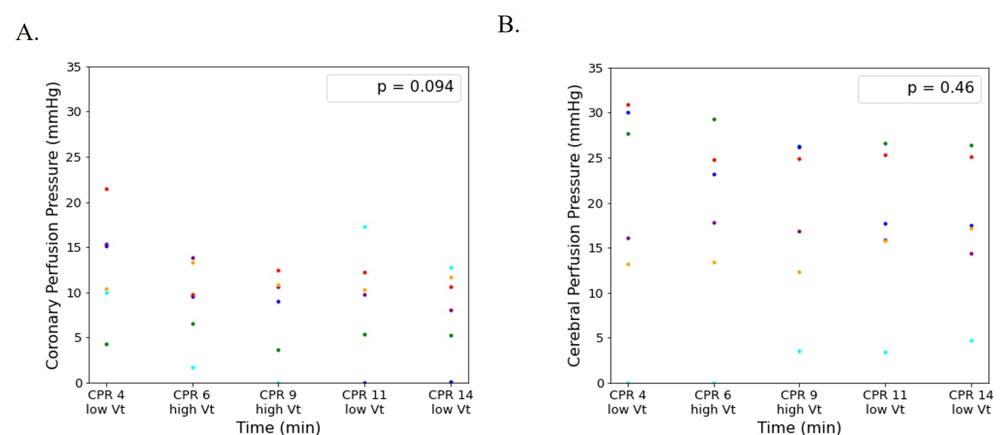 A.
B.
35
30
25
20
15
10
5
0
Coronary Perfusion Pressure (mmHg)
p = 0.094
CPR 4 CPR 6 CPR 9 CPR 11 CPR 14
low Vt high Vt high Vt low Vt low Vt
Time (min)
35
30
25
20
15
10
5
0
Cerebral Perfusion Pressure (mmHg)
p = 0.46
CPR 4 CPR 6 CPR 9 CPR 11 CPR 14
low Vt high Vt high Vt low Vt low Vt
Time (min)